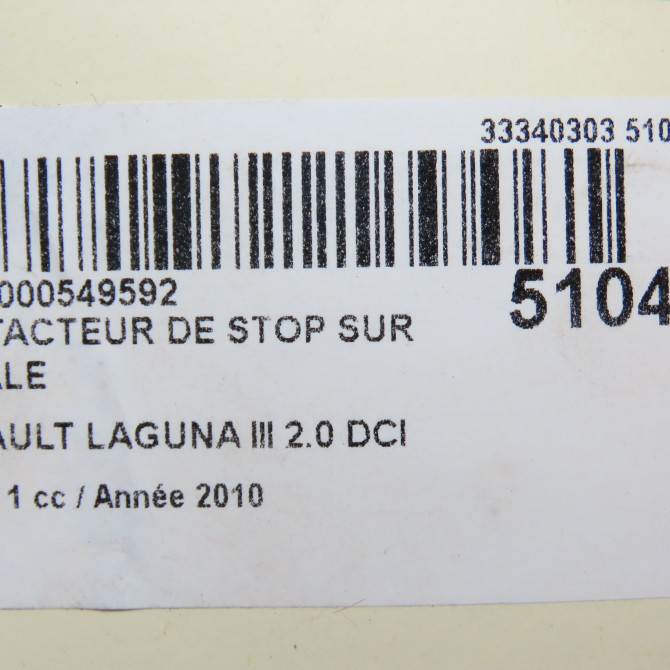 33340303 510
000549592
5104
TACTEUR DE STOP SUR
ALE
AULT LAGUNA III 2.0 DCI
1 cc / Année 2010